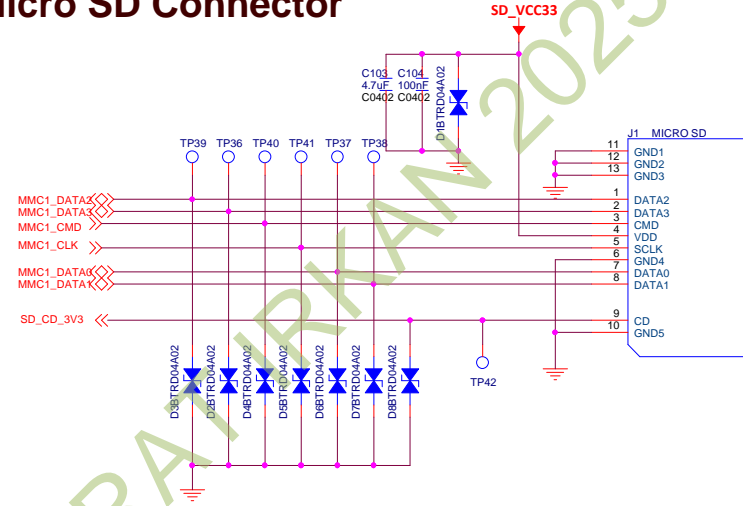 Micro SD Connector
SD_VCC33
C103
4.7uF
C0402
C104
100nF
C0402
D1BTRD04A02
TP39
TP36
TP40
TP41
TP37
TP38
J1 MICRO SD
11 GND1
12 GND2
13 GND3
MMC1_DATA2 1 DATA2
MMC1_DATA3 2 DATA3
MMC1_CMD 3 CMD
4 VDD
MMC1_CLK 5 SCLK
6 GND4
MMC1_DATA0 7 DATA0
MMC1_DATA1 8 DATA1
SD_CD_3V3 9 CD
10 GND5
TP42
D3BTRD04A02
D2BTRD04A02
D4BTRD04A02
D5BTRD04A02
D6BTRD04A02
D7BTRD04A02
D8BTRD04A02
RAT IRKAN 2025